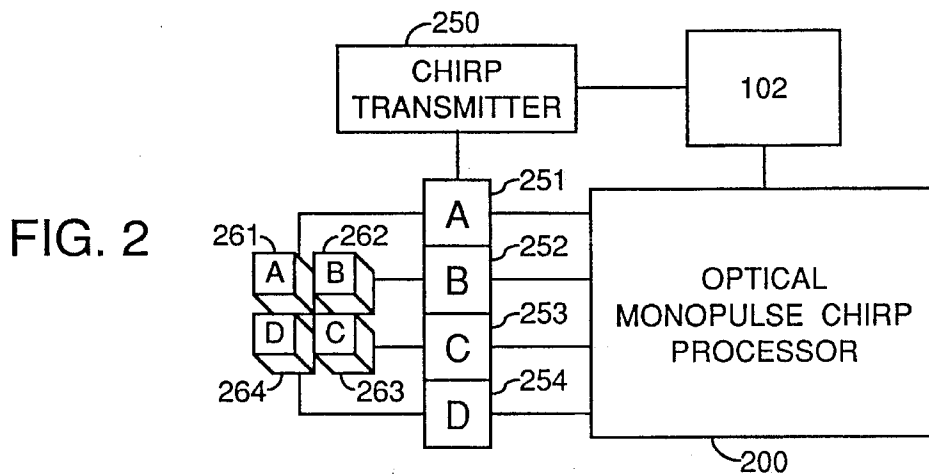 250
CHIRP
TRANSMITTER
102
251
A
FIG. 2
261
262
252
A
B
B
OPTICAL
MONOPULSE CHIRP
PROCESSOR
253
D
C
C
264
263
254
D
200